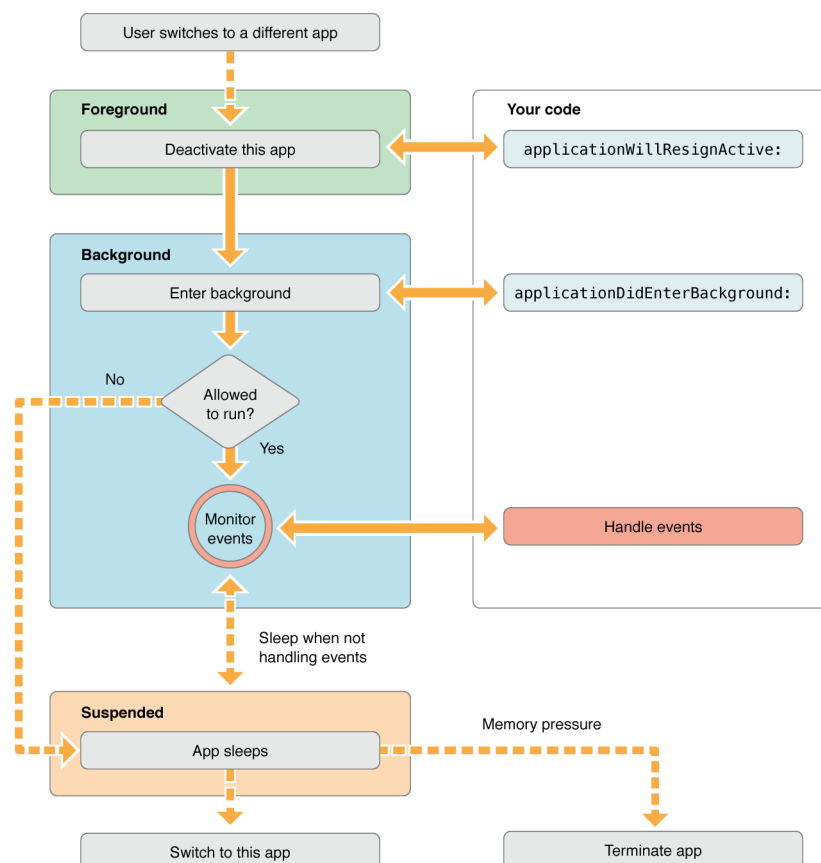 User switches to a different app
Foreground
Your code
Deactivate this app
applicationWillResignActive:
Background
Enter background
applicationDidEnterBackground:
No
Allowed
to run?
Yes
Monitor
events
Handle events
Sleep when not
handling events
Suspended
Memory pressure
App sleeps
Switch to this app
Terminate app